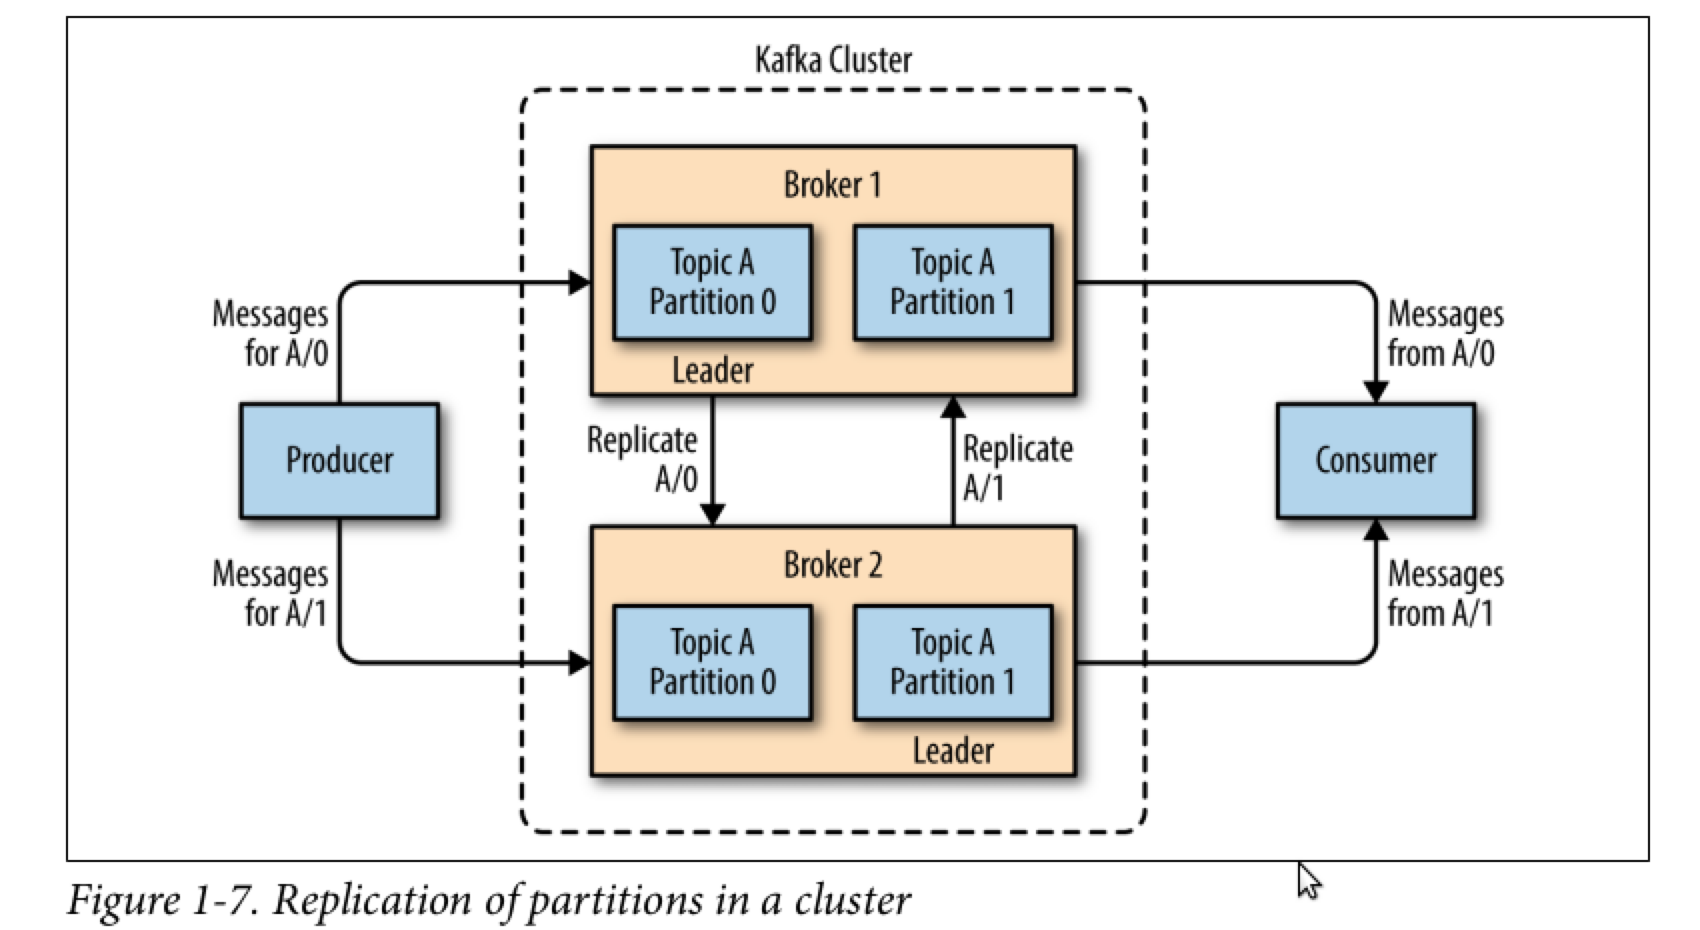 Kafka Cluster
Broker 1
Topic A
Partition 0
Topic A
Partition 1
Leader
Messages
for A/0
Messages
from A/0
Producer
Replicate
A/0
Replicate
A/1
Consumer
Messages
for A/1
Messages
from A/1
Broker 2
Topic A
Partition 0
Topic A
Partition 1
Leader
Figure 1-7. Replication of partitions in a cluster